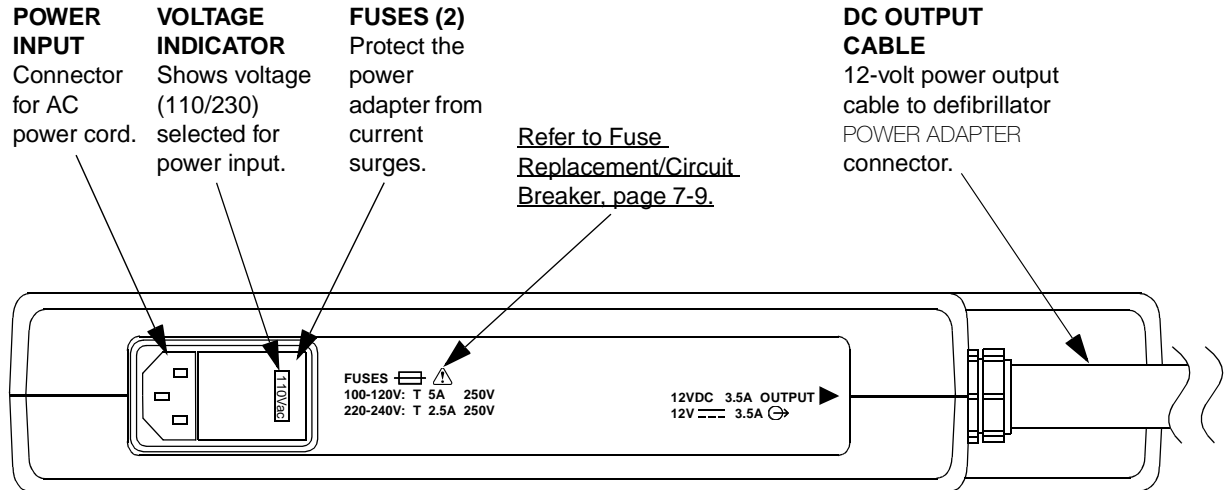 POWER
INPUT
Connector
for AC
power cord.
VOLTAGE
INDICATOR
Shows voltage
(110/230)
selected for
power input.
FUSES (2)
Protect the
power
adapter from
current
surges.
Refer to Fuse
Replacement/Circuit
Breaker, page 7-9.
DC OUTPUT
CABLE
12-volt power output
cable to defibrillator
POWER ADAPTER
connector.
110Vac
FUSES
100-120V: T 5A 250V
220-240V: T 2.5A 250V
12VDC 3.5A OUTPUT
12V 3.5A